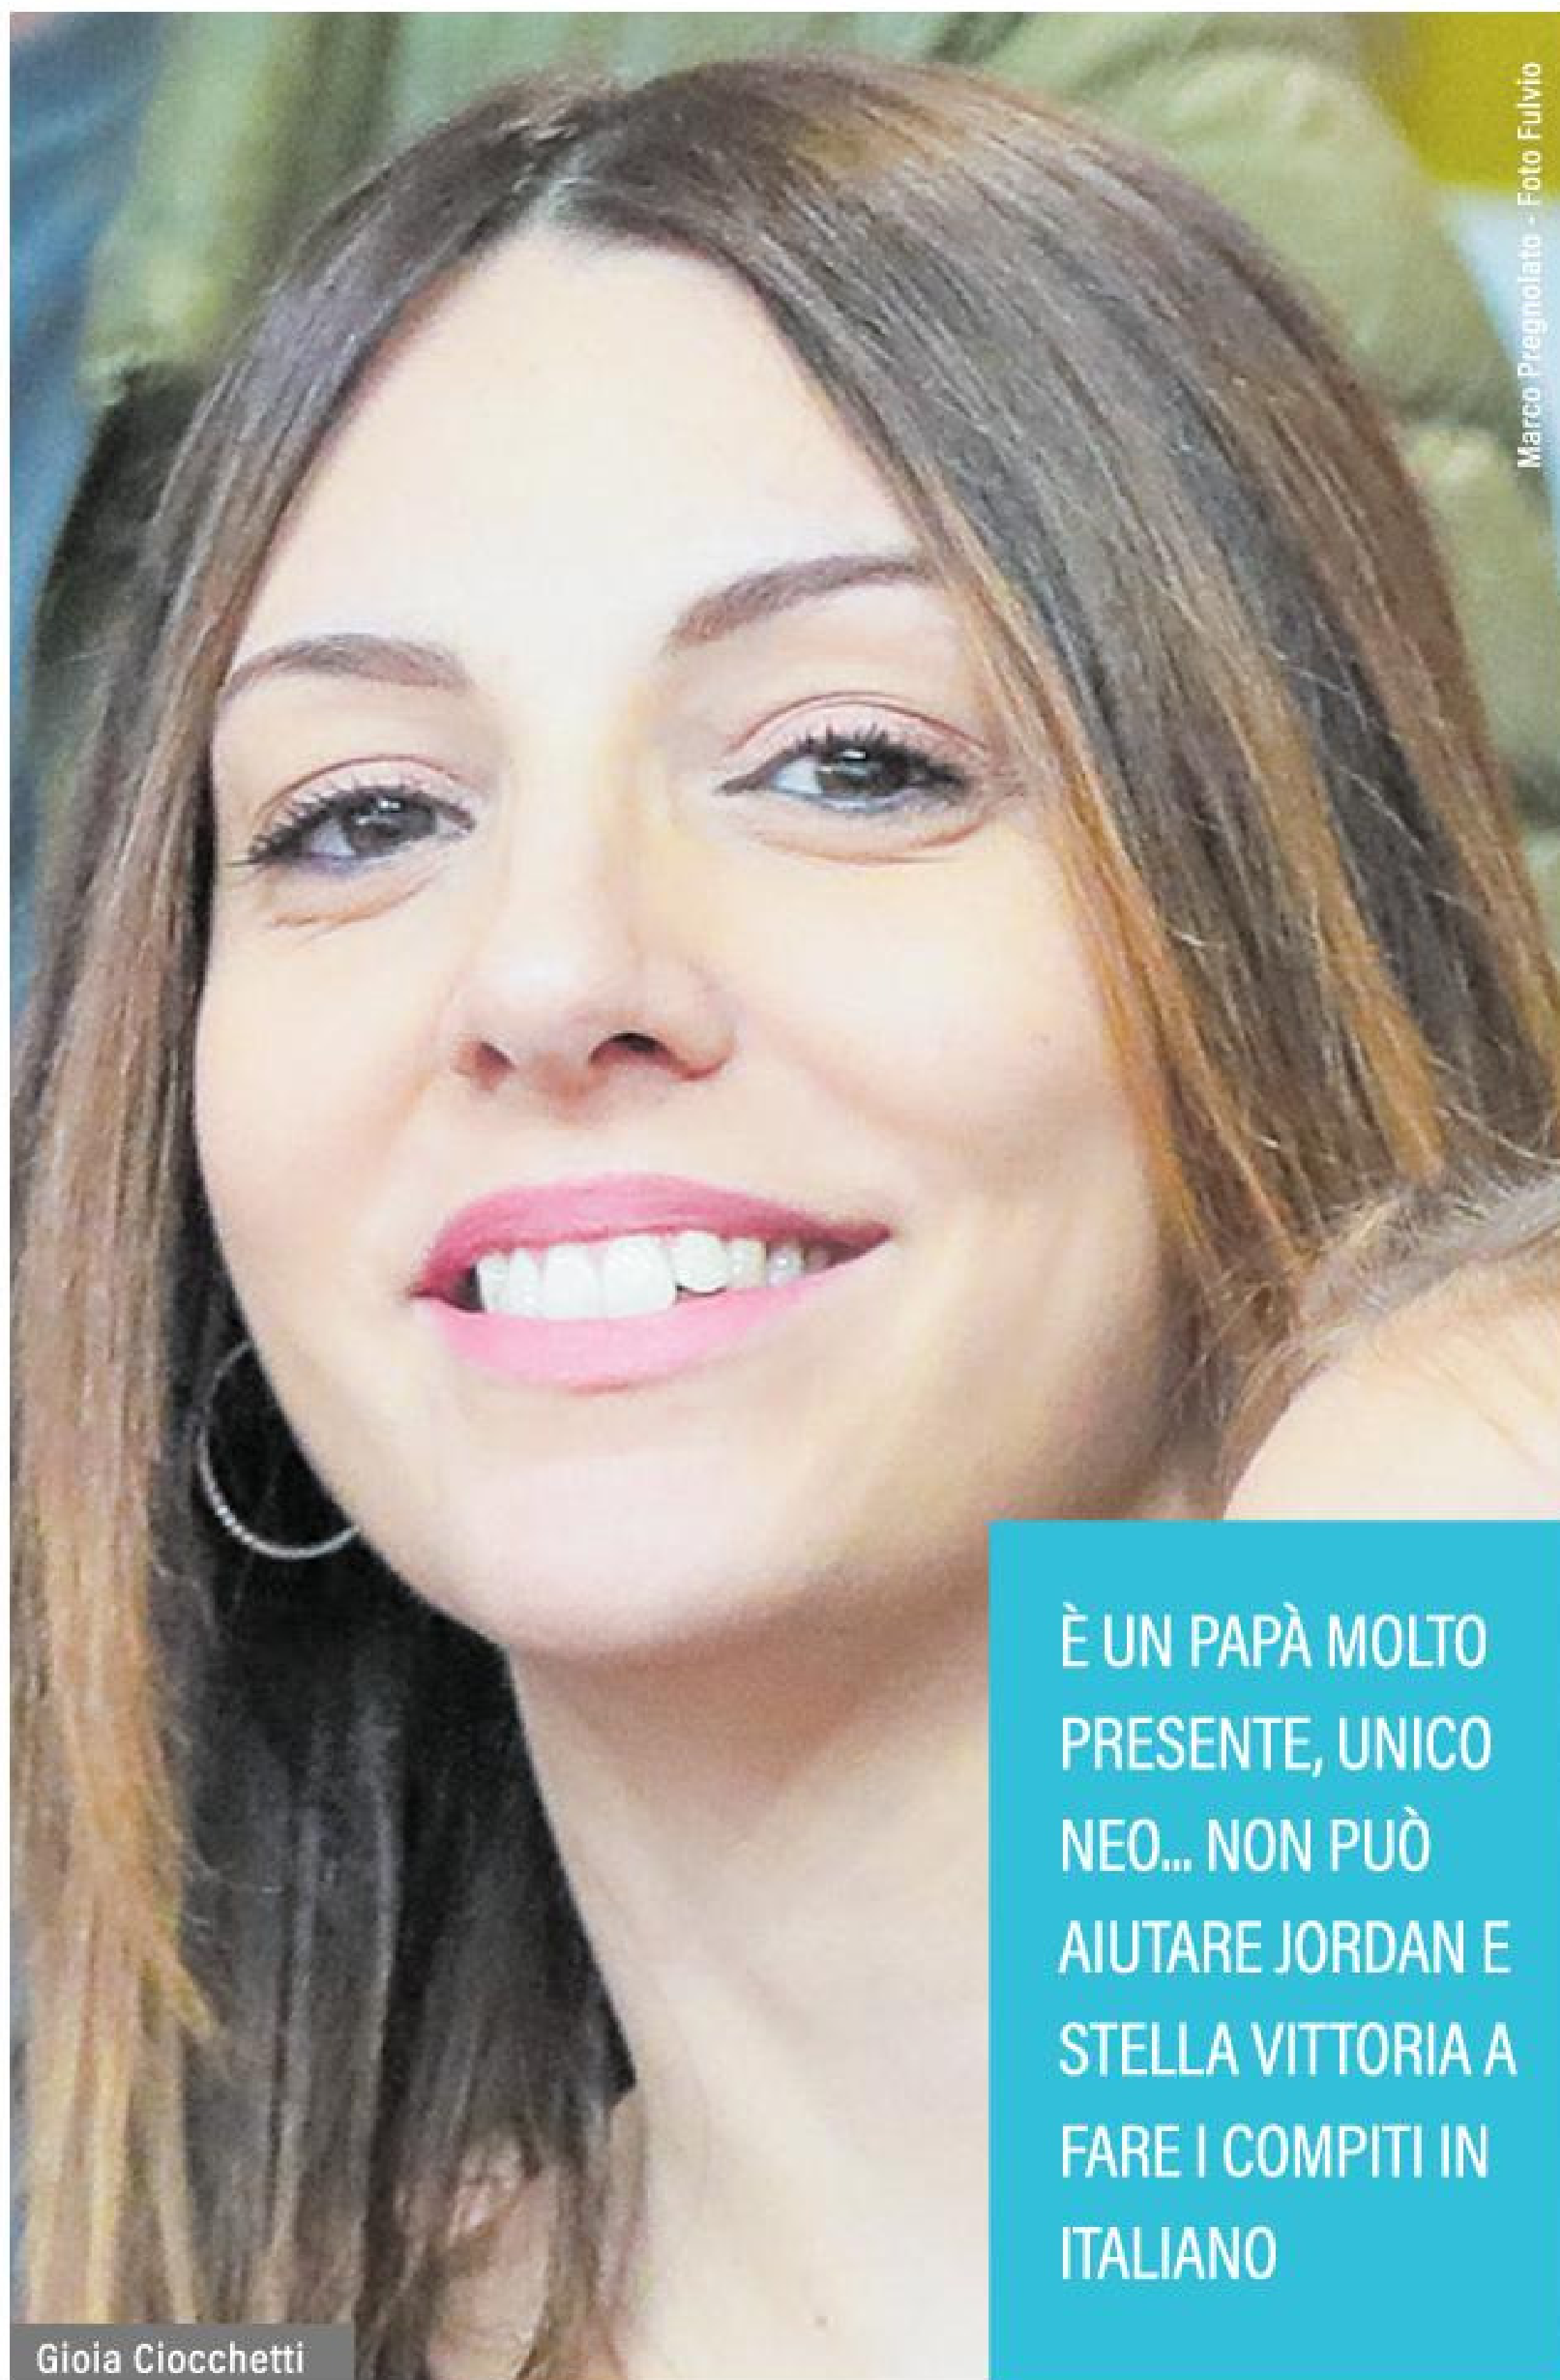 Marco Pregnolato - Foto Fulvio
È UN PAPÀ MOLTO
PRESENTE, UNICO
NEO... NON PUÒ
AIUTARE JORDAN E
STELLA VITTORIA A
FARE I COMPITI IN
ITALIANO
Gioia Ciocchetti